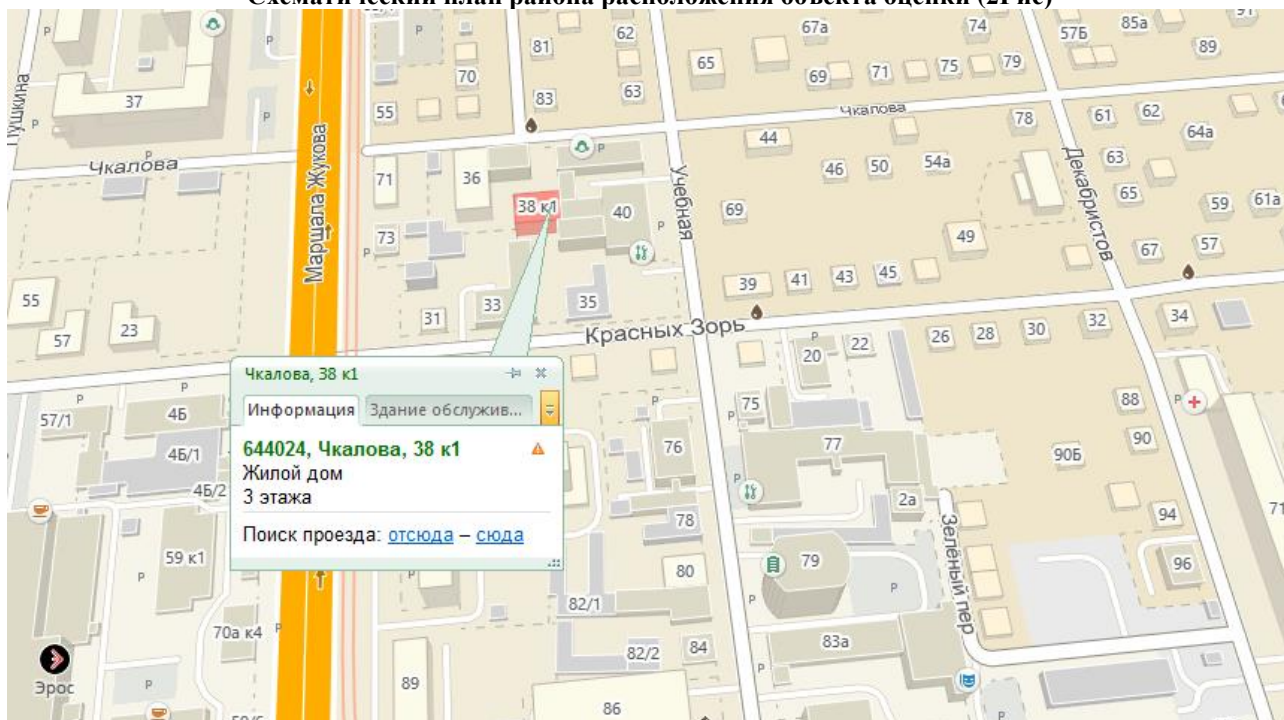 Схематический план района расположения объекта оценки (2Гис)
P
P
81
62
67а
74
57Б
85а
91
89
Пушкина
37
P
P
70
83
63
65
69
71
75
79
55
Чкалова
44
78
61
62
64а
Чкалова
P
Маршала Жукова
71
36
P
46
50
54а
Декабристов
63
38 к1
40
P
Учебная
69
65
59
61а
73
P
49
67
57
55
39
41
43
45
57
23
31
33
35
Красных Зорь
26
28
30
32
34
P
20
22
P
57/1
4Б
4Б/1
4Б/2
Чкалова, 38 к1
Информация
Здание обслужив...
644024, Чкалова, 38 к1
Жилой дом
3 этажа
Поиск проезда: отсюда – сюда
P
P
75
76
77
88
P
90
90Б
78
2а
94
71
Зелёный пер
59 к1
P
80
79
P
P
96
P
82/1
70а к4
P
82/2
84
83а
P
Эрос
P
89
86
P